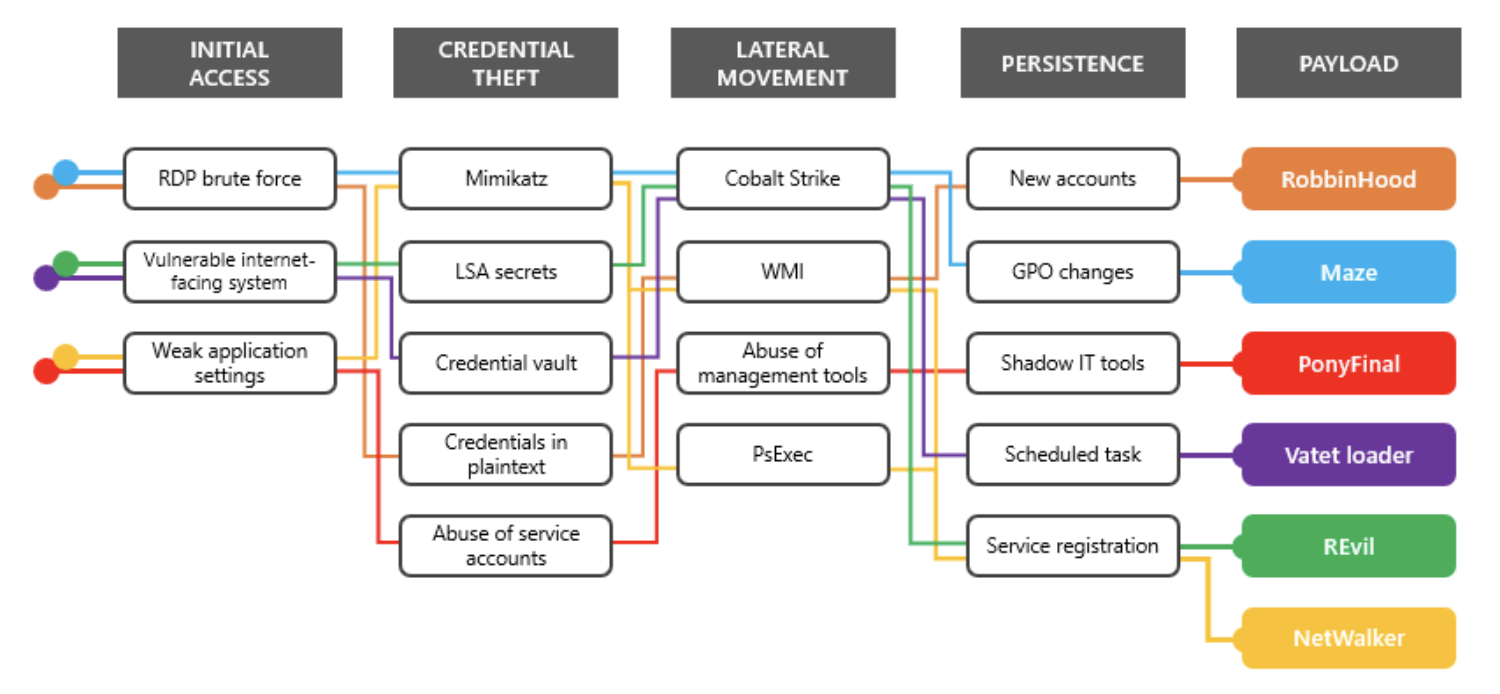 INITIAL
ACCESS
CREDENTIAL
THEFT
LATERAL
MOVEMENT
PERSISTENCE
PAYLOAD
RDP brute force
Mimikatz
Cobalt Strike
New accounts
RobbinHood
Vulnerable internet-
facing system
LSA secrets
WMI
GPO changes
Maze
Weak application
settings
Credential vault
Abuse of
management tools
Shadow IT tools
PonyFinal
Credentials in
plaintext
PsExec
Scheduled task
Vatet loader
Abuse of service
accounts
Service registration
REvil
NetWalker